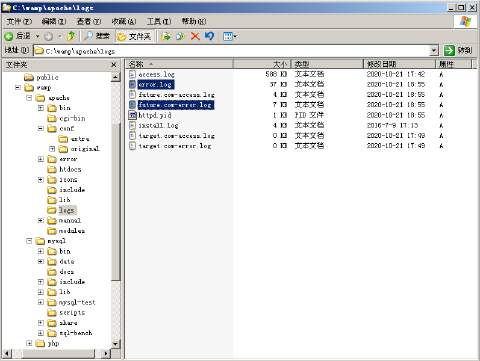 C:\wamp\apache\logs
文件(F) 编辑(E) 查看(V) 收藏(A) 工具(T) 帮助(H)
后退 搜索 文件夹
地址(D) C:\wamp\apache\logs 转到
文件夹
public
wamp
apache
bin
cgi-bin
conf
extra
original
error
htdocs
icons
include
lib
logs
manual
modules
mysql
bin
data
docs
include
lib
mysql-test
scripts
share
sql-bench
php
名称 大小 类型 修改日期 属性
access.log 588 KB 文本文档 2020-10-21 17:42 A
error.log 37 KB 文本文档 2020-10-21 18:55 A
future.com-access.log 4 KB 文本文档 2020-10-21 18:55 A
future.com-error.log 7 KB 文本文档 2020-10-21 18:55 A
httpd.pid 1 KB PID 文件 2020-10-21 18:55 A
install.log 4 KB 文本文档 2016-7-9 17:13 A
target.com-access.log 0 KB 文本文档 2020-10-21 17:49 A
target.com-error.log 0 KB 文本文档 2020-10-21 17:49 A